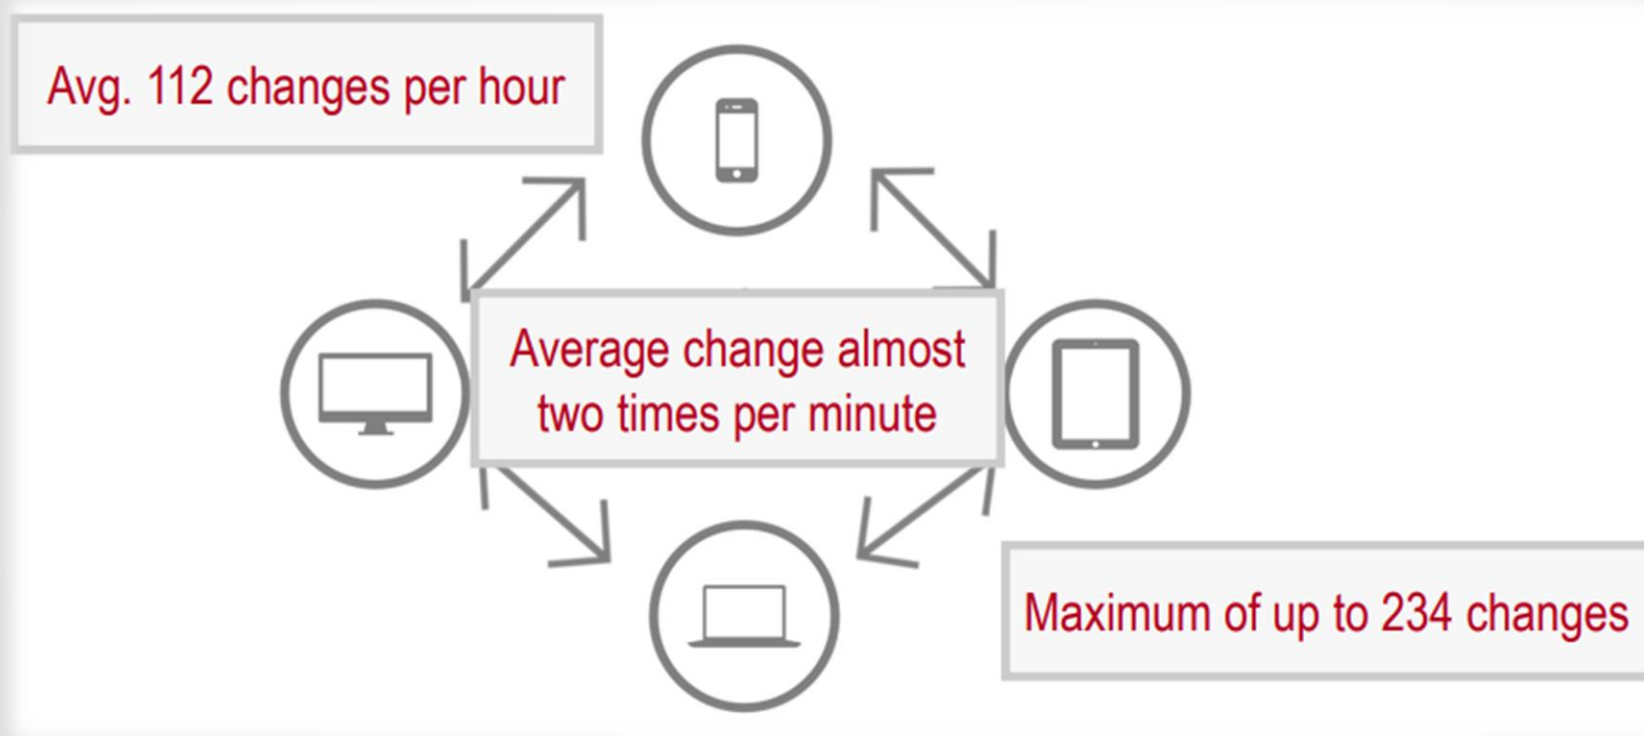 Avg. 112 changes per hour
Average change almost
two times per minute
Maximum of up to 234 changes